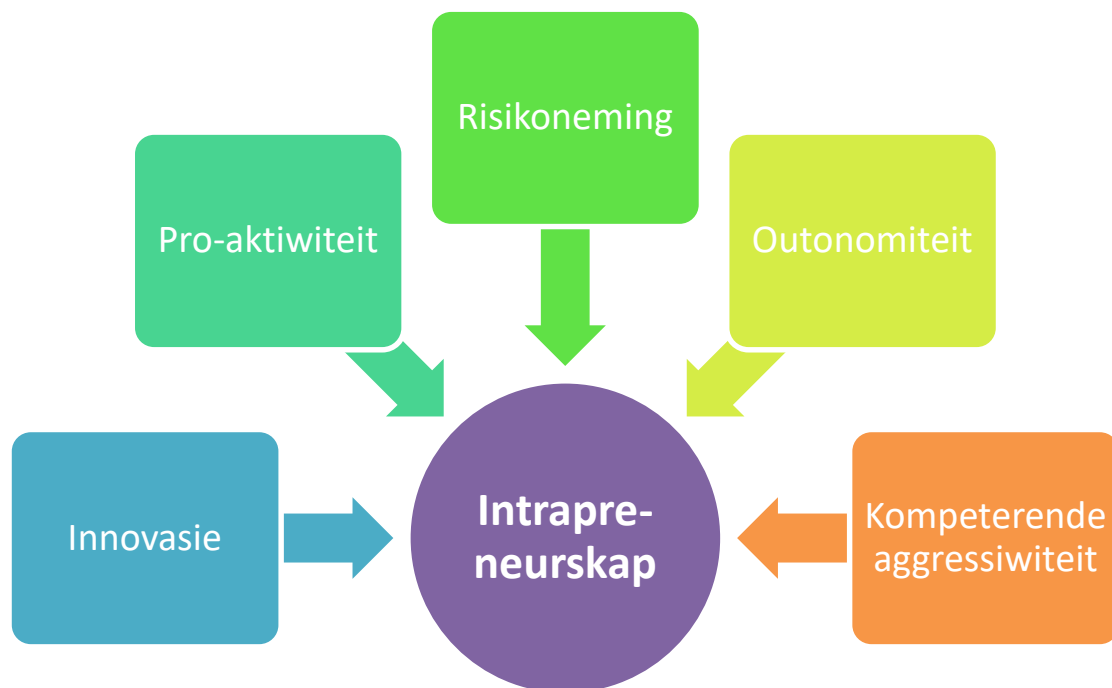 Risikoneming
Pro-aktiwiteit
Outonomiteit
Innovasie
Intrapre-
neurskap
Kompeterende
aggressiwiteit